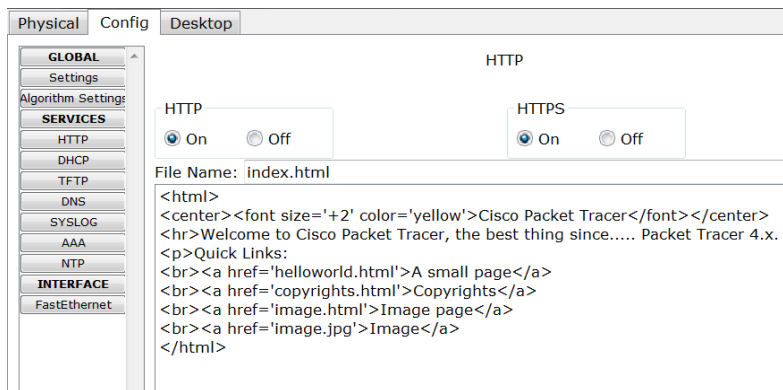 Physical Config Desktop
GLOBAL
Settings
Algorithm Settings
SERVICES
HTTP
DHCP
TFTP
DNS
SYSLOG
AAA
NTP
INTERFACE
FastEthernet
HTTP
HTTP
On Off
HTTPS
On Off
File Name: index.html
<html>
<center><font size='+2' color='yellow'>Cisco Packet Tracer</font></center>
<hr>Welcome to Cisco Packet Tracer, the best thing since..... Packet Tracer 4.x.
<p>Quick Links:
<br><a href='helloworld.html'>A small page</a>
<br><a href='copyrights.html'>Copyrights</a>
<br><a href='image.html'>Image page</a>
<br><a href='image.jpg'>Image</a>
</html>